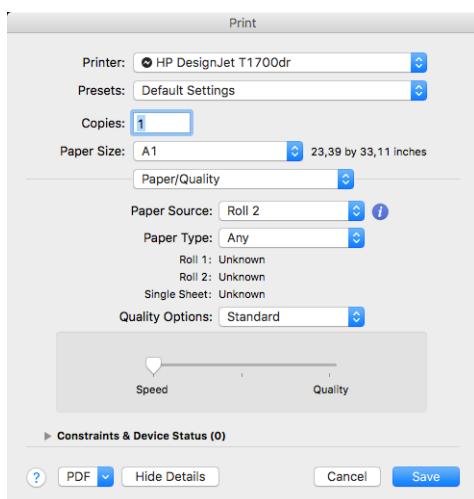 Print
Printer: HP DesignJet T1700dr
Presets: Default Settings
Copies: 1
Paper Size: A1 23,39 by 33,11 inches
Paper/Quality
Paper Source: Roll 2 i
Paper Type: Any
Roll 1: Unknown
Roll 2: Unknown
Single Sheet: Unknown
Quality Options: Standard
Speed Quality
Constraints & Device Status (0)
? PDF Hide Details Cancel Save